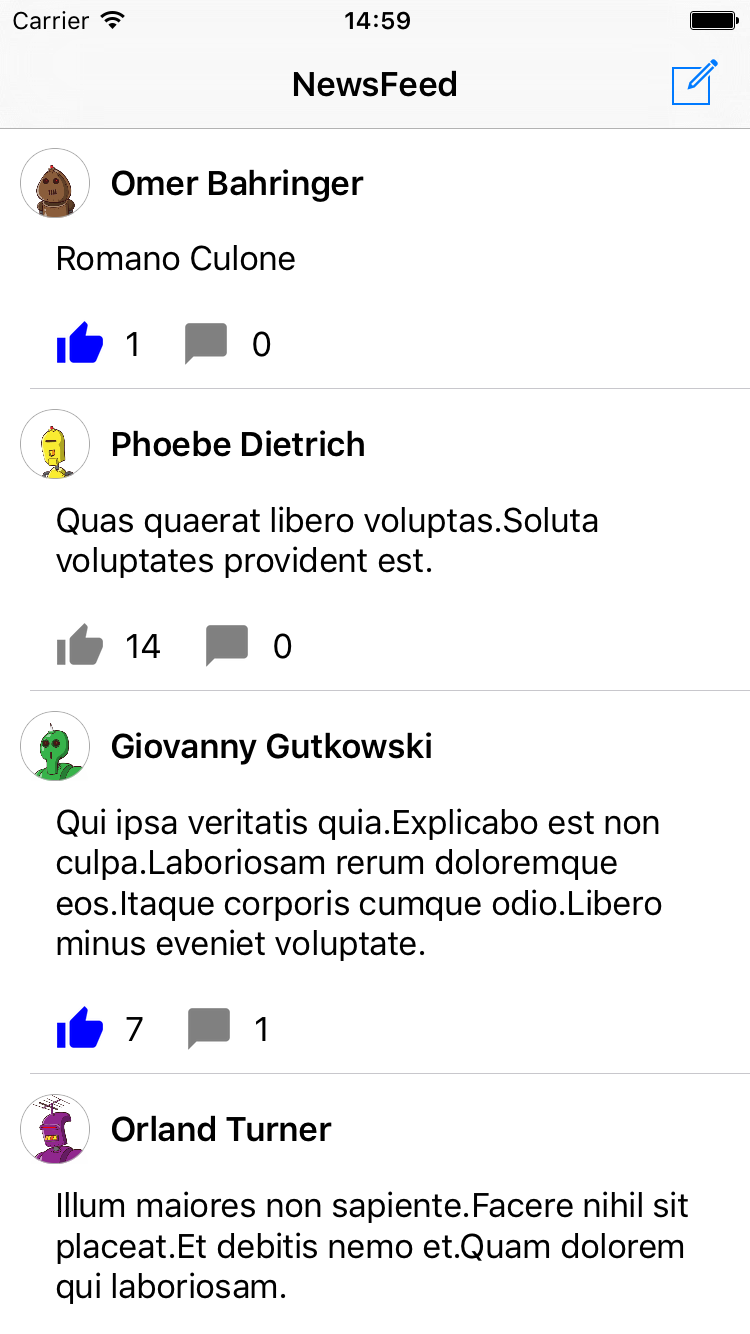 Carrier 14:59
NewsFeed
Omer Bahringer
Romano Culone
1 0
Phoebe Dietrich
Quas quaerat libero voluptas.Soluta
voluptates provident est.
14 0
Giovanny Gutkowski
Qui ipsa veritatis quia.Explicabo est non
culpa.Laboriosam rerum doloremque
eos.Itaque corporis cumque odio.Libero
minus eveniet voluptate.
7 1
Orland Turner
Illum maiores non sapiente.Facere nihil sit
placeat.Et debitis nemo et.Quam dolorem
qui laboriosam.